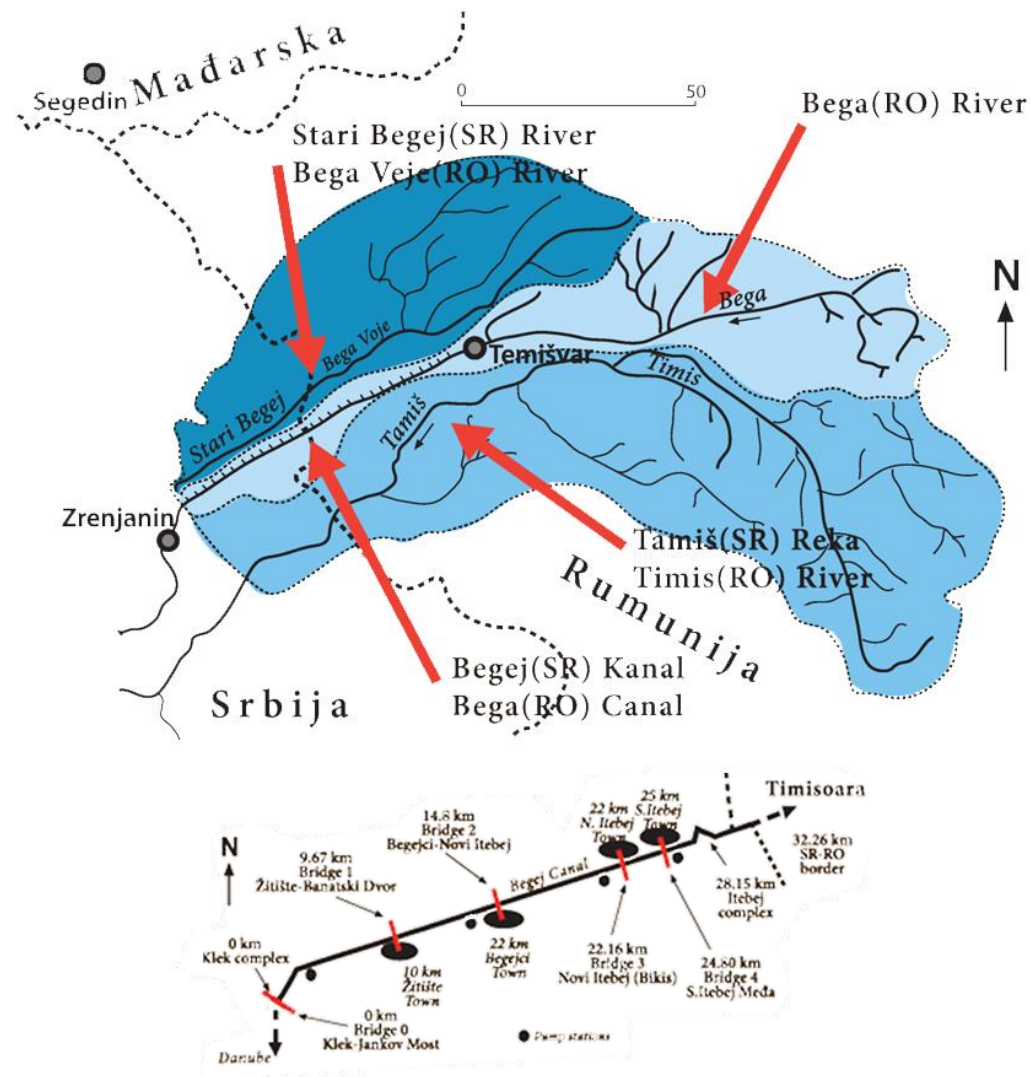 Mađarska
Segedin
0
50
Bega(RO) River
Stari Begej(SR) River
Bega Veje(RO) River
N
Bega
Bega Voje
Temišvar
Timis
Stari Begej
Tamiš
Zrenjanin
Tamiš(SR) Reka
Timis(RO) River
Rumunija
Begej(SR) Kanal
Bega(RO) Canal
Srbija
Timisoara
25 km
S.Itebej
Town
22 km
N. Itebej
Town
14.8 km
Bridge 2
Begejci-Novi Itebej
32.26 km
SR-RO
border
N
9.67 km
Bridge 1
Žitište-Banatski Dvor
Begej Canal
28.15 km
Itebej
complex
0 km
Klek complex
10 km
Žitište
Town
22 km
Begejci
Town
22.16 km
Bridge 3
Novi Itebej (Bikis)
24.80 km
Bridge 4
S.Itebej Međa
0 km
Bridge 0
Klek-Jankov Most
Pump stations
Danube